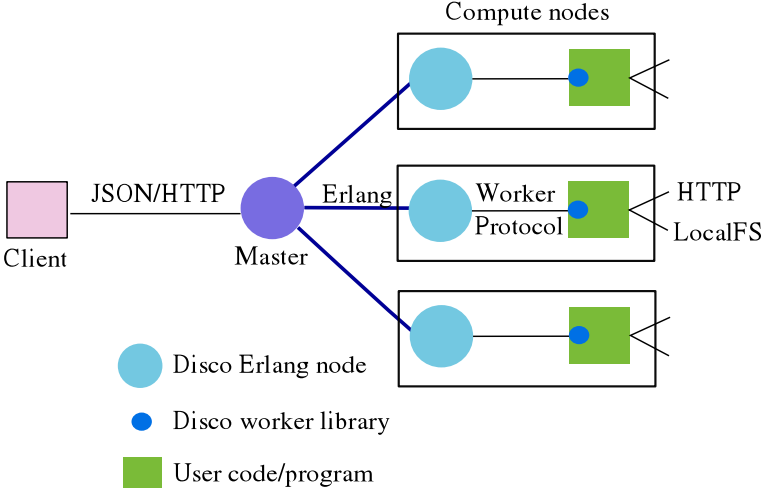 Compute nodes
JSON/HTTP
Erlang
Worker
Protocol
HTTP
LocalFS
Client
Master
Disco Erlang node
Disco worker library
User code/program